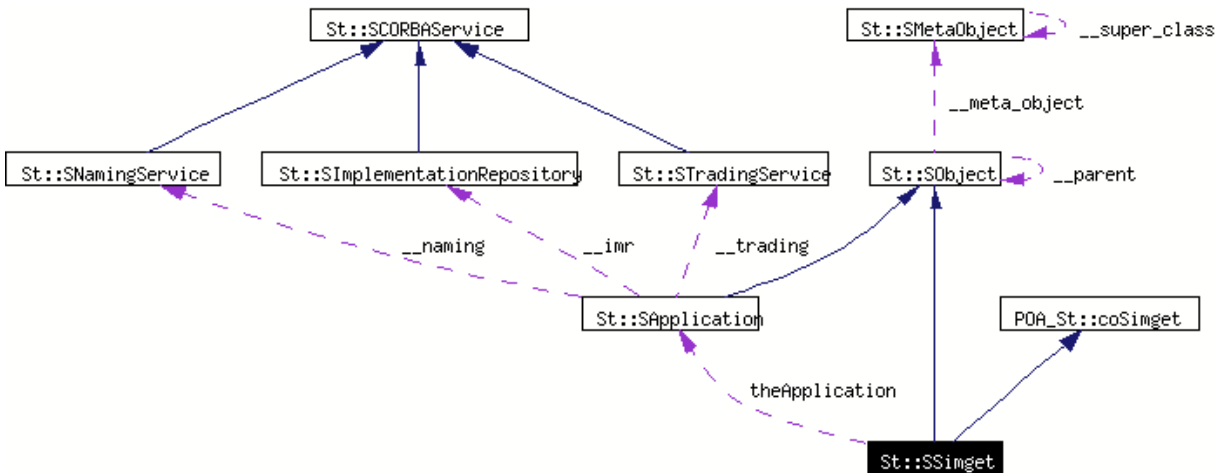 St::SCORBAService
St::SMetaObject
__super_class
__meta_object
St::SNamingService
St::SImplementationRepository
St::STradingService
St::SObject
__parent
__naming
__imr
__trading
St::SApplication
POA_St::coSimget
theApplication
St::SSimget